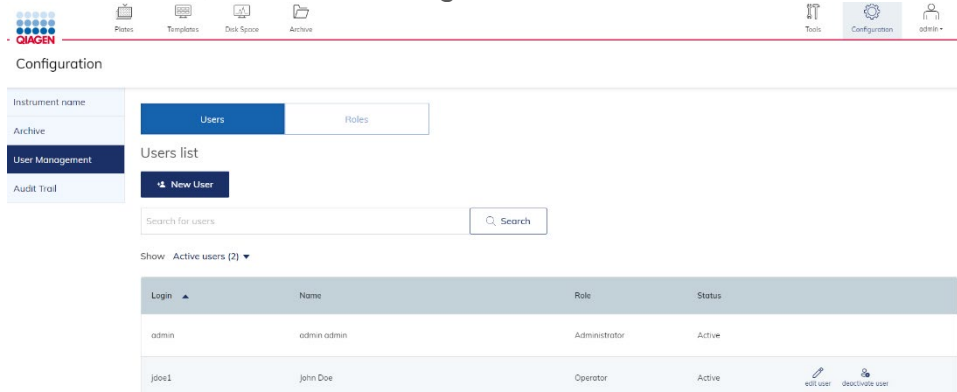 QIAGEN
Plates Templates Disk Space Archive Tools Configuration admin
Configuration
Instrument name
Archive
User Management
Audit Trail
Users Roles
Users list
New User
Search for users Search
Show Active users (2)
Login Name Role Status
admin admin admin Administrator Active
jdoe1 John Doe Operator Active edit user deactivate user